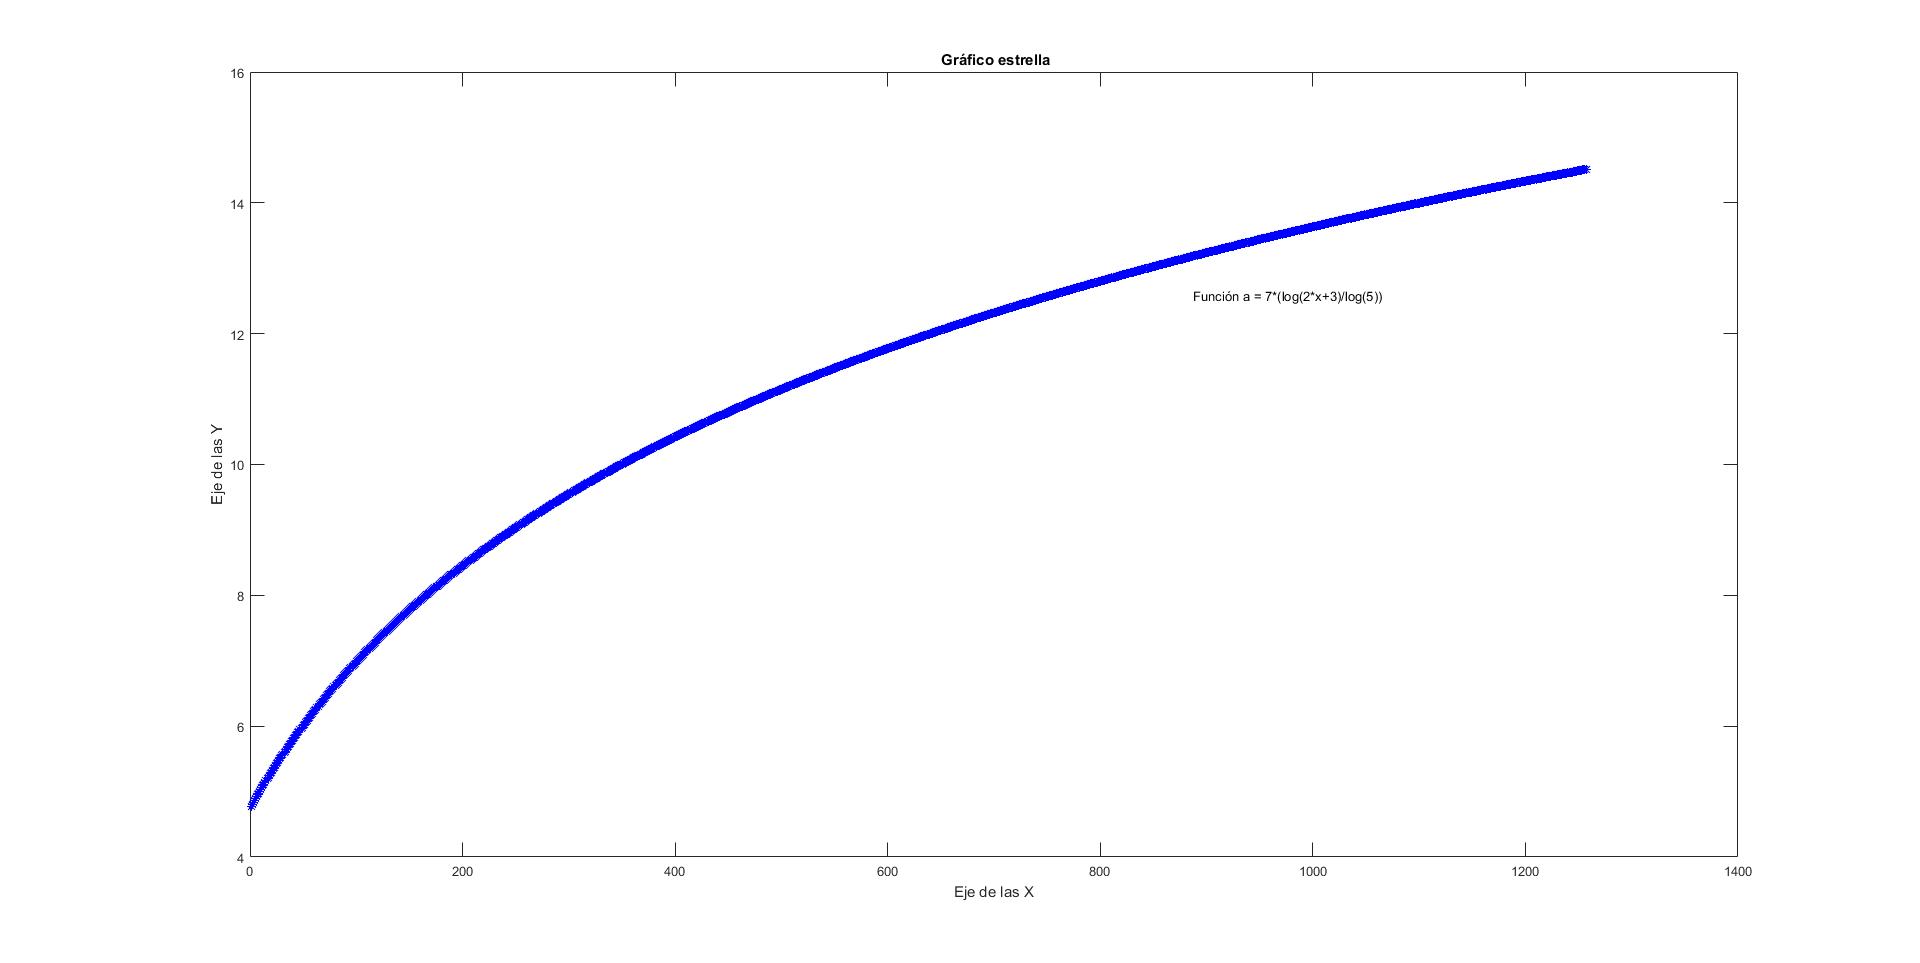 Gráfico estrella
16
14
12
10
8
6
4
Eje de las Y
Función a = 7*(log(2*x+3)/log(5))
0 200 400 600 800 1000 1200 1400
Eje de las X